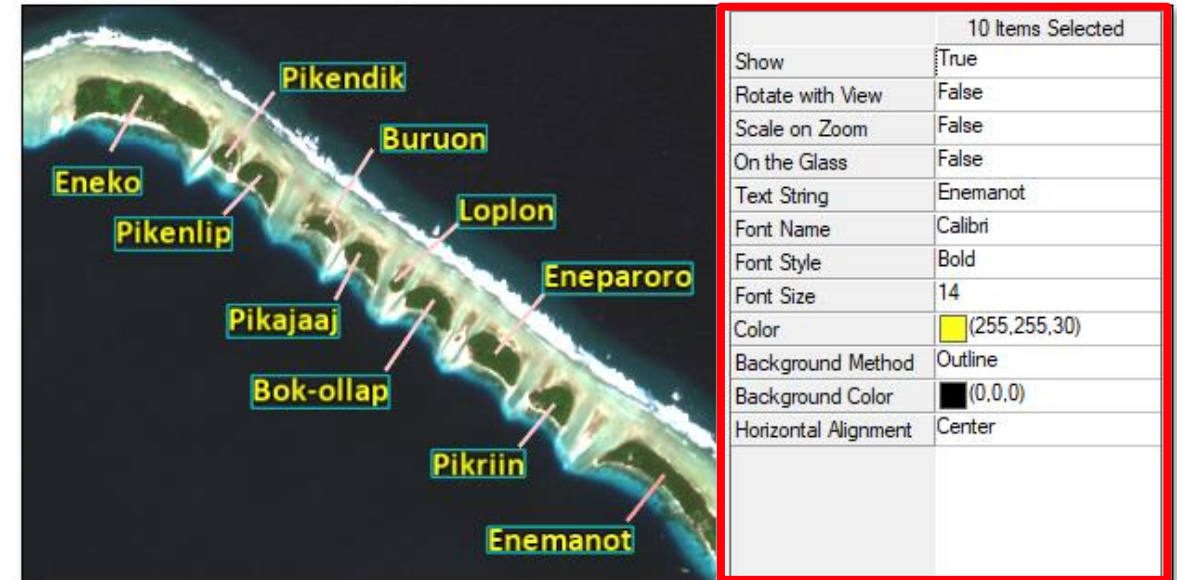 Pikendik
Buruon
Eneko
Loplon
Pikenlip
Eneparoro
Pikajaaj
Bok-ollap
Pikriin
Enemanot
10 Items Selected
Show True
Rotate with View False
Scale on Zoom False
On the Glass False
Text String Enemanot
Font Name Calibri
Font Style Bold
Font Size 14
Color (255,255,30)
Background Method Outline
Background Color (0,0,0)
Horizontal Alignment Center